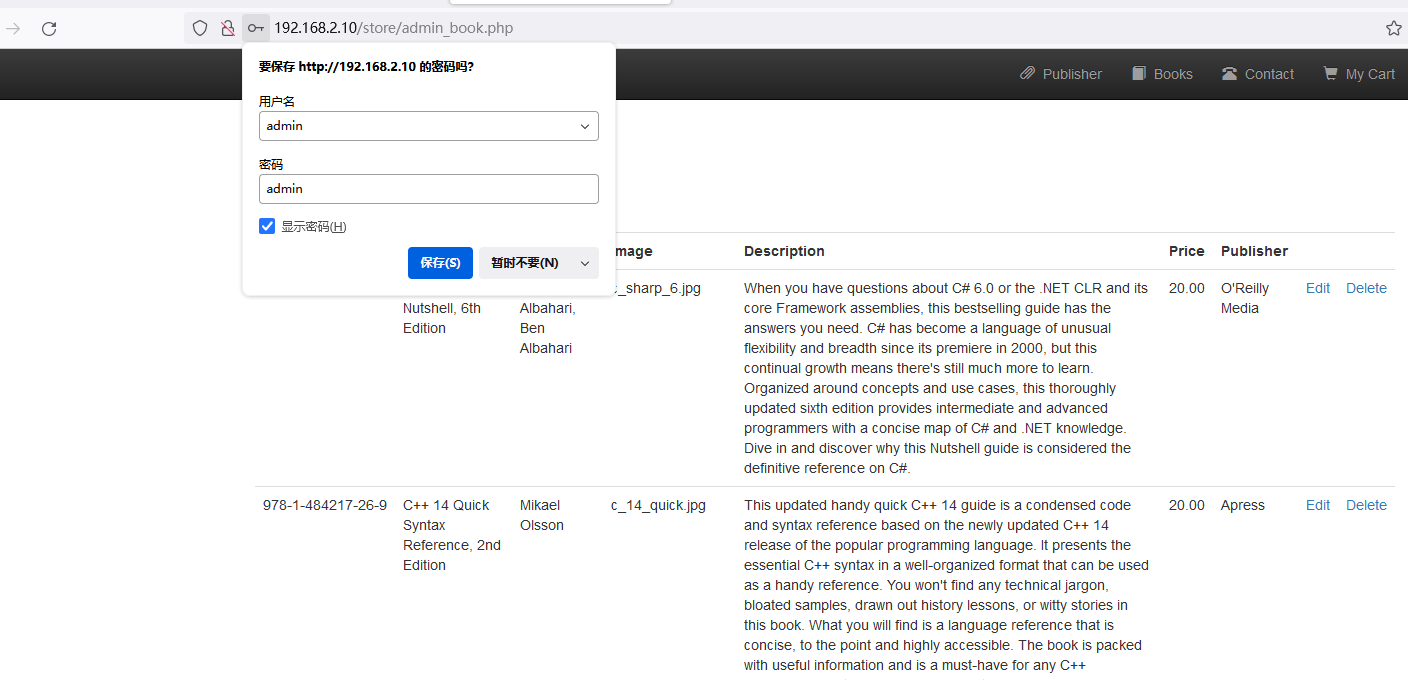 192.168.2.10/store/admin_book.php
要保存 http://192.168.2.10 的密码吗?
用户名
admin
密码
admin
显示密码(H)
保存(S)
暂时不要(N)
Publisher
Books
Contact
My Cart
mage
Description
Price
Publisher
Nutshell, 6th
Edition
Albahari,
Ben
Albahari
c_sharp_6.jpg
When you have questions about C# 6.0 or the .NET CLR and its
core Framework assemblies, this bestselling guide has the
answers you need. C# has become a language of unusual
flexibility and breadth since its premiere in 2000, but this
continual growth means there's still much more to learn.
Organized around concepts and use cases, this thoroughly
updated sixth edition provides intermediate and advanced
programmers with a concise map of C# and .NET knowledge.
Dive in and discover why this Nutshell guide is considered the
definitive reference on C#.
20.00
O'Reilly
Media
Edit
Delete
978-1-484217-26-9
C++ 14 Quick
Syntax
Reference, 2nd
Edition
Mikael
Olsson
c_14_quick.jpg
This updated handy quick C++ 14 guide is a condensed code
and syntax reference based on the newly updated C++ 14
release of the popular programming language. It presents the
essential C++ syntax in a well-organized format that can be used
as a handy reference. You won't find any technical jargon,
bloated samples, drawn out history lessons, or witty stories in
this book. What you will find is a language reference that is
concise, to the point and highly accessible. The book is packed
with useful information and is a must-have for any C++
20.00
Apress
Edit
Delete